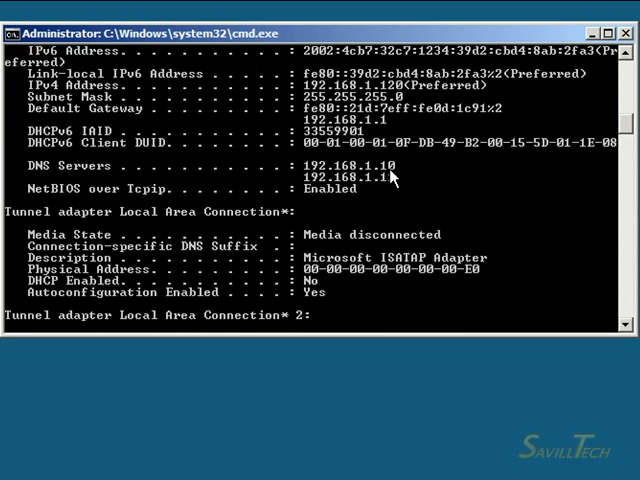 Administrator: C:\Windows\system32\cmd.exe
IPv6 Address. . . . . . . . . . . : 2002:4cb7:32c7:1234:39d2:cbd4:8ab:2fa3(Pr
eferred)
Link-local IPv6 Address . . . . . : fe80::39d2:cbd4:8ab:2fa3%2(Preferred)
IPv4 Address. . . . . . . . . . . : 192.168.1.120(Preferred)
Subnet Mask . . . . . . . . . . . : 255.255.255.0
Default Gateway . . . . . . . . . : fe80::21d:7eff:fe0d:1c91%2
192.168.1.1
DHCPv6 IAID . . . . . . . . . . . : 33559901
DHCPv6 Client DUID. . . . . . . . : 00-01-00-01-0F-DB-49-B2-00-15-5D-01-1E-08
DNS Servers . . . . . . . . . . . : 192.168.1.10
NetBIOS over Tcpip. . . . . . . . : Enabled
Tunnel adapter Local Area Connection*:
Media State . . . . . . . . . . . : Media disconnected
Connection-specific DNS Suffix  . :
Description . . . . . . . . . . . : Microsoft ISATAP Adapter
Physical Address. . . . . . . . . : 00-00-00-00-00-00-00-E0
DHCP Enabled. . . . . . . . . . . : No
Autoconfiguration Enabled . . . . : Yes
Tunnel adapter Local Area Connection* 2:
SAVILLTECH